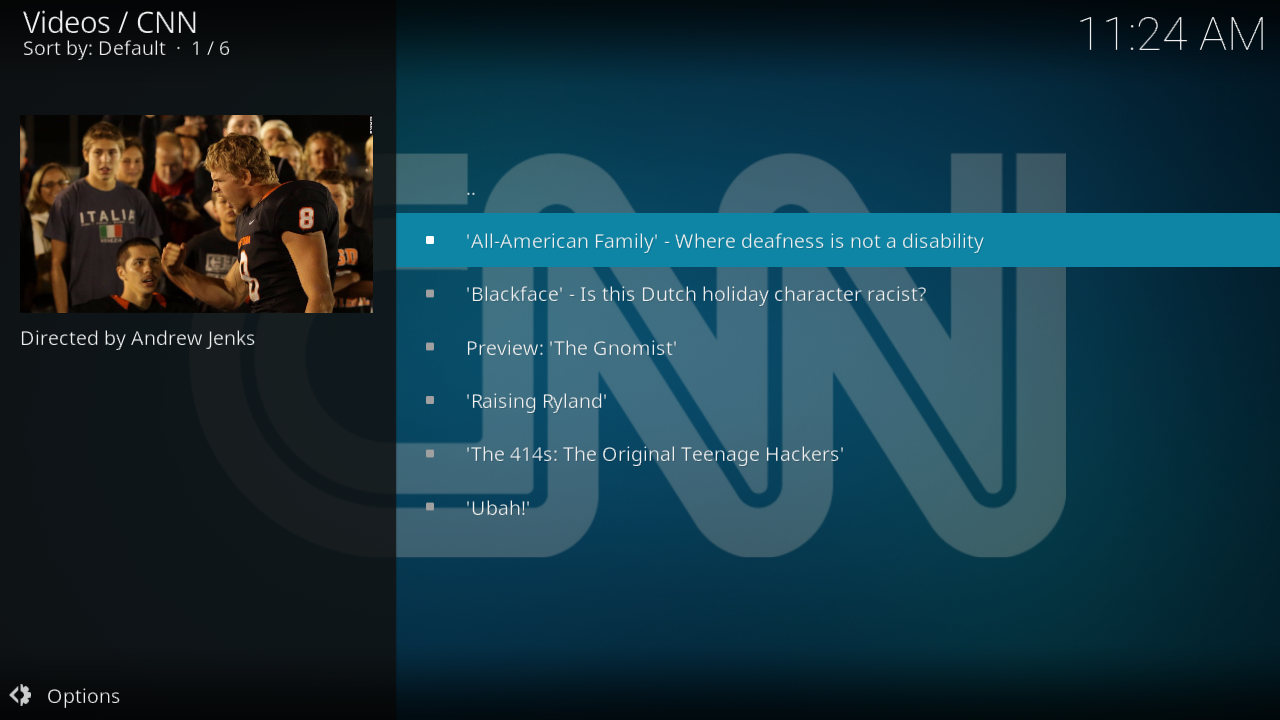 Videos / CNN
Sort by: Default · 1 / 6
11:24 AM
ITALIA
VENEZIA
8
Directed by Andrew Jenks
..
'All-American Family' - Where deafness is not a disability
'Blackface' - Is this Dutch holiday character racist?
Preview: 'The Gnomist'
'Raising Ryland'
'The 414s: The Original Teenage Hackers'
'Ubah!'
CNN
Options